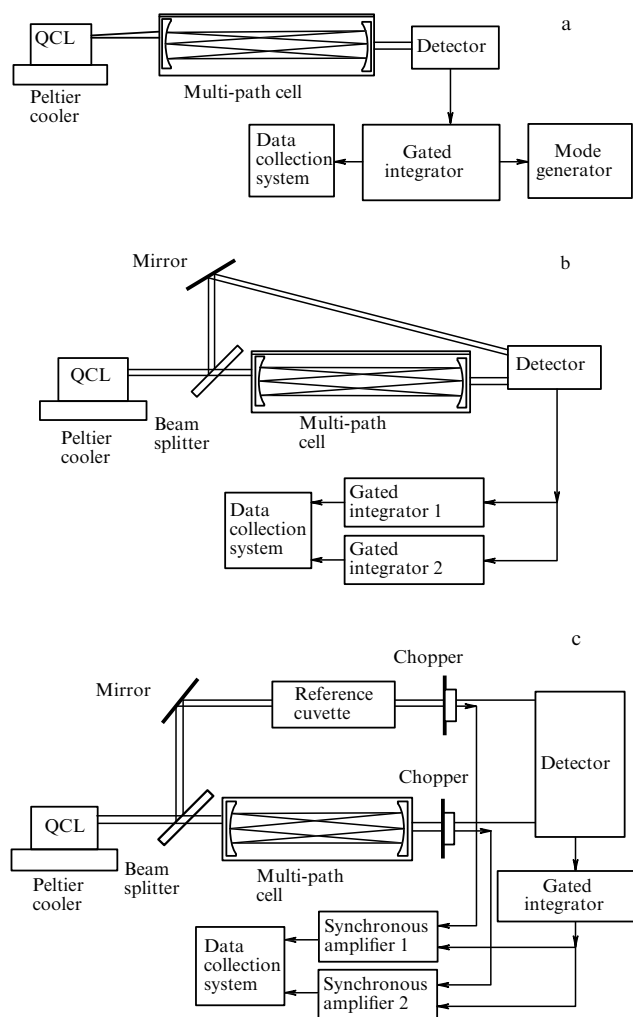 a
QCL
Detector
Peltier
cooler
Multi-path cell
Data
collection
system
Gated
integrator
Mode
generator
b
Mirror
QCL
Detector
Peltier
cooler
Beam
splitter
Multi-path
cell
Data
collection
system
Gated
integrator 1
Gated
integrator 2
c
Chopper
Mirror
Reference
cuvette
Detector
Chopper
QCL
Peltier
cooler
Beam
splitter
Multi-path
cell
Gated
integrator
Data
collection
system
Synchronous
amplifier 1
Synchronous
amplifier 2